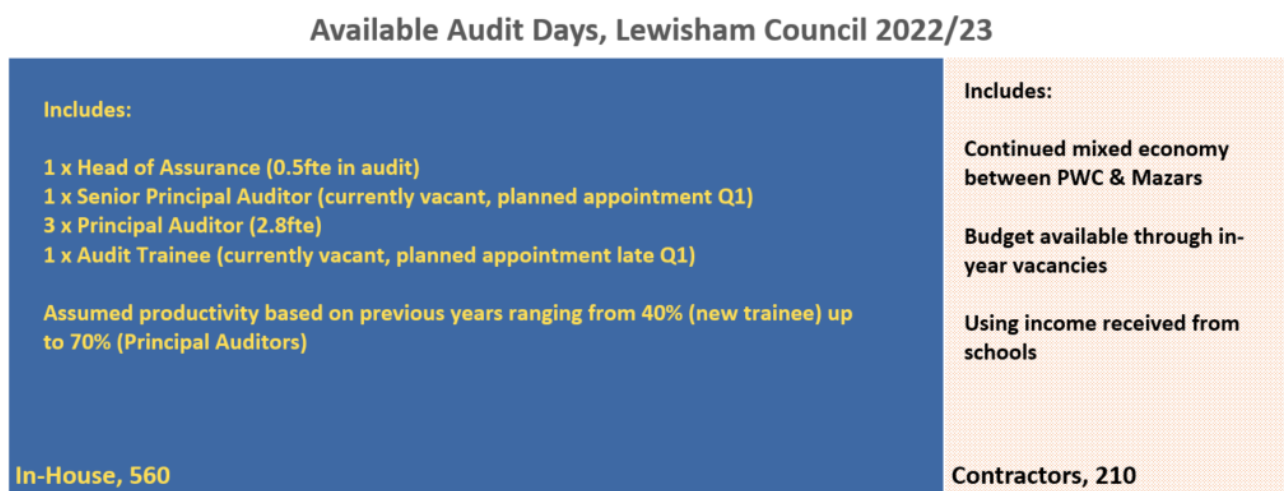 Available Audit Days, Lewisham Council 2022/23
Includes:
1 x Head of Assurance (0.5fte in audit)
1 x Senior Principal Auditor (currently vacant, planned appointment Q1)
3 x Principal Auditor (2.8fte)
1 x Audit Trainee (currently vacant, planned appointment late Q1)
Assumed productivity based on previous years ranging from 40% (new trainee) up
to 70% (Principal Auditors)
In-House, 560
Includes:
Continued mixed economy
between PWC & Mazars
Budget available through in-
year vacancies
Using income received from
schools
Contractors, 210